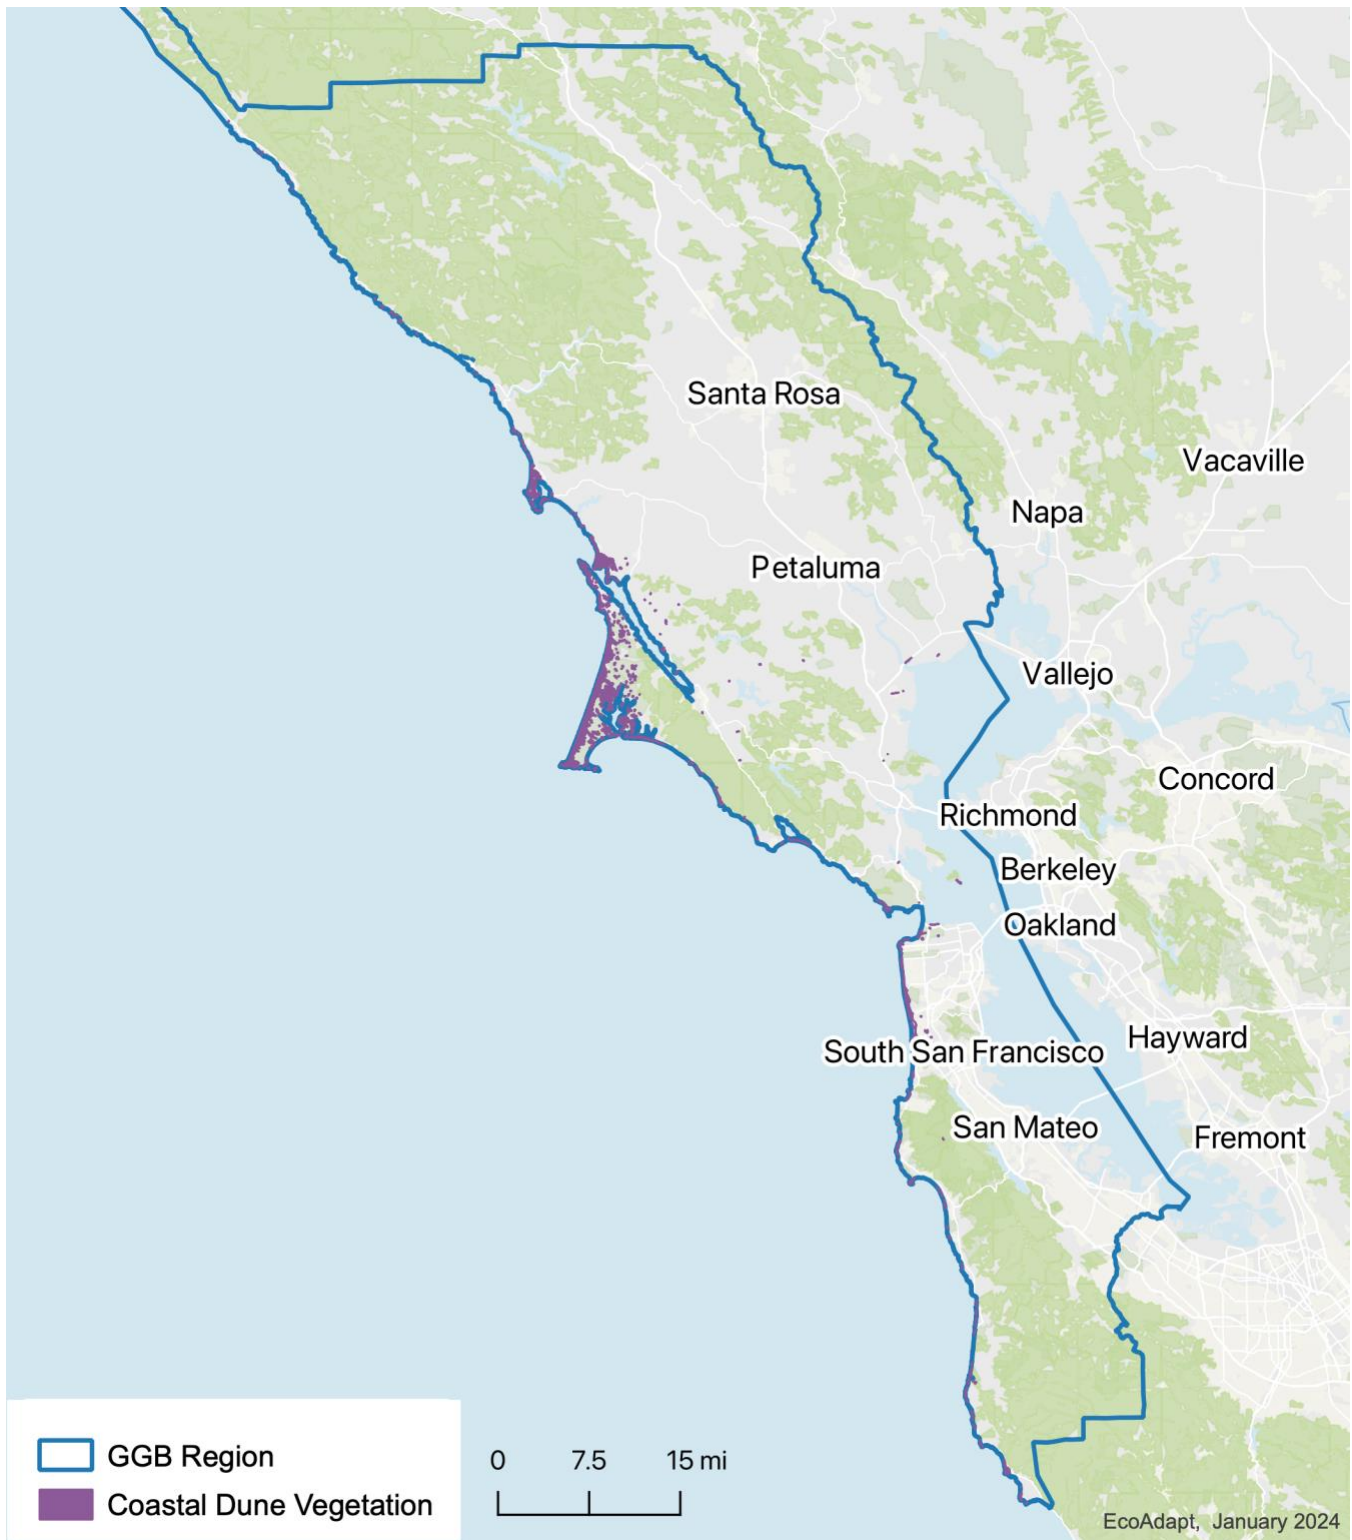 Santa Rosa
Vacaville
Napa
Petaluma
Vallejo
Concord
Richmond
Berkeley
Oakland
Hayward
South San Francisco
San Mateo
Fremont
GGB Region
Coastal Dune Vegetation
0 7.5 15 mi
EcoAdapt, January 2024